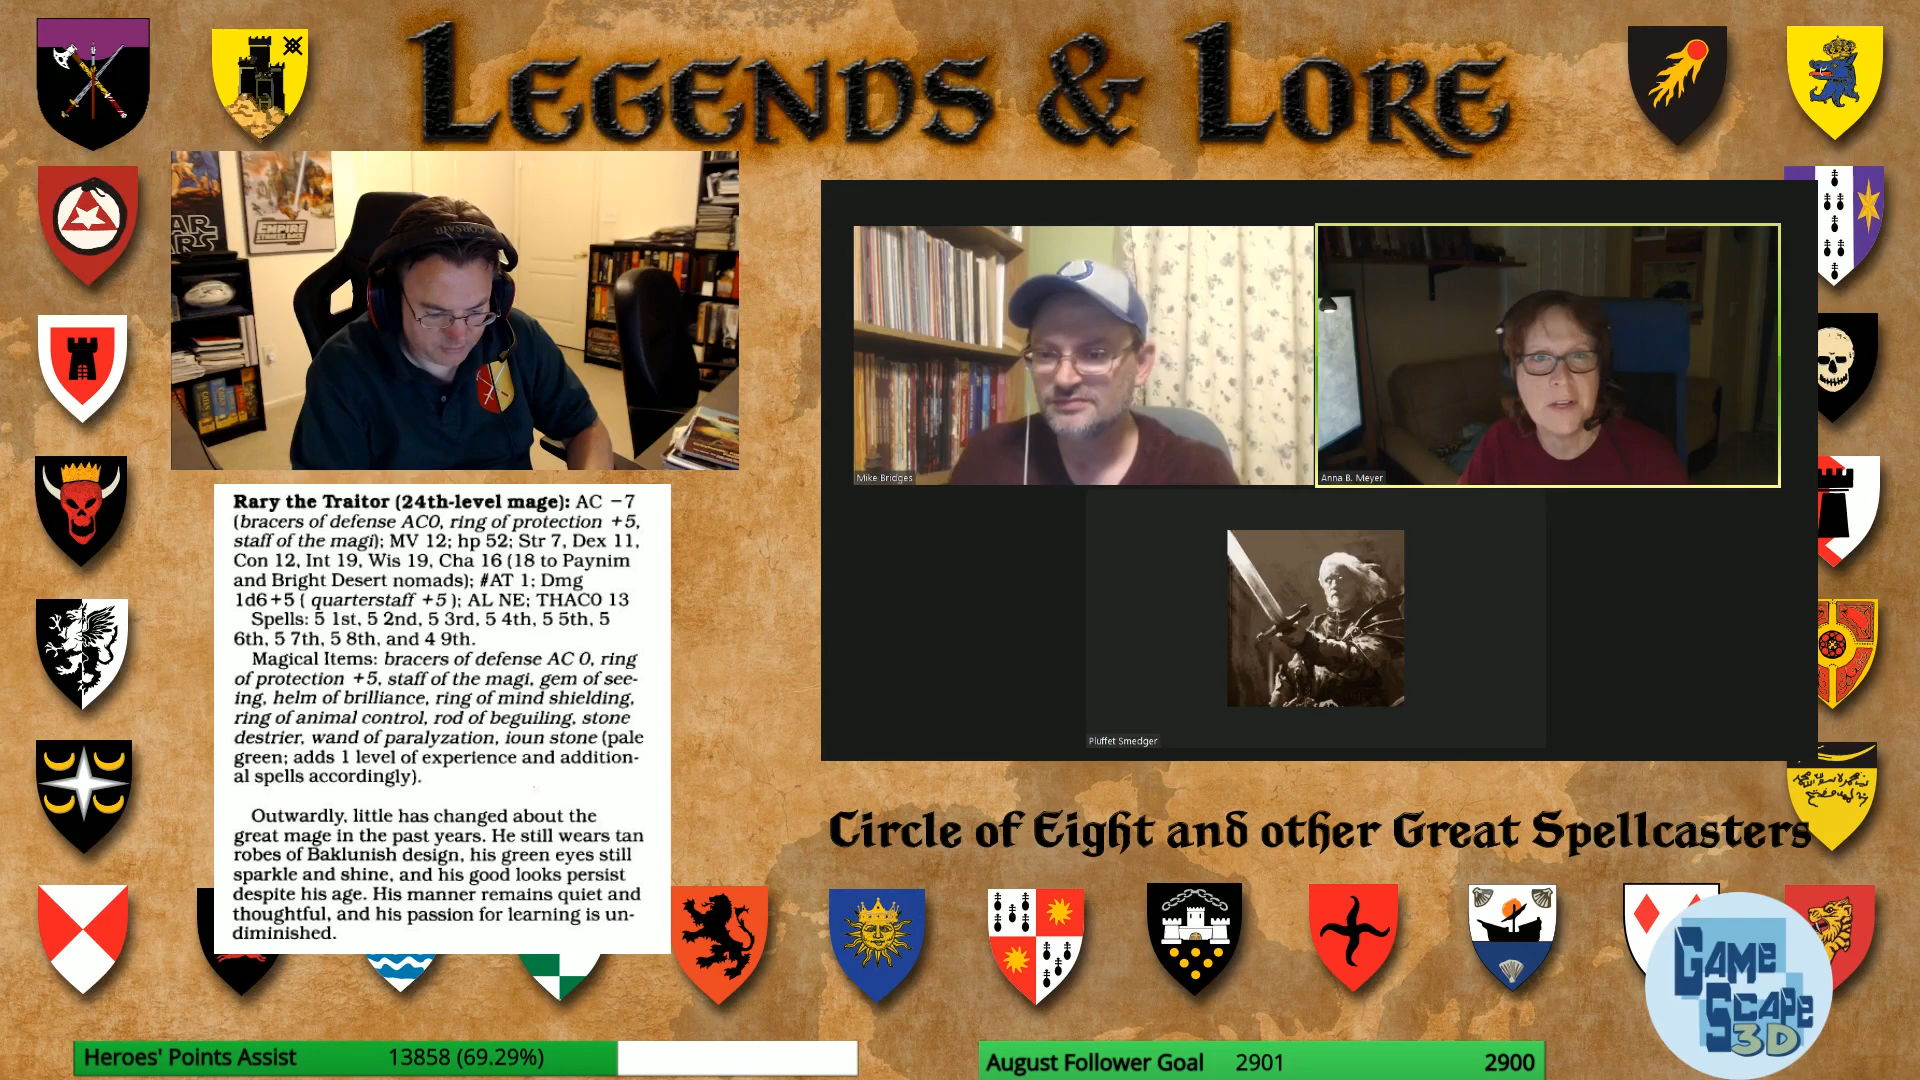 LEGENDS & LORE
STAR
WARS
EMPIRE
STRIKES BACK
CORSAIR
Mike Bridges
Anna B. Meyer
Pluffet Smedger
Rary the Traitor (24th-level mage): AC −7
(bracers of defense AC0, ring of protection +5,
staff of the magi); MV 12; hp 52; Str 7, Dex 11,
Con 12, Int 19, Wis 19, Cha 16 (18 to Paynim
and Bright Desert nomads); #AT 1; Dmg
1d6+5 ( quarterstaff +5 ); AL NE; THAC0 13
Spells: 5 1st, 5 2nd, 5 3rd, 5 4th, 5 5th, 5
6th, 5 7th, 5 8th, and 4 9th.
Magical Items: bracers of defense AC 0, ring
of protection +5, staff of the magi, gem of see-
ing, helm of brilliance, ring of mind shielding,
ring of animal control, rod of beguiling, stone
destrier, wand of paralyzation, ioun stone (pale
green; adds 1 level of experience and addition-
al spells accordingly).
Outwardly, little has changed about the
great mage in the past years. He still wears tan
robes of Baklunish design, his green eyes still
sparkle and shine, and his good looks persist
despite his age. His manner remains quiet and
thoughtful, and his passion for learning is un-
diminished.
Circle of Eight and other Great Spellcasters
GAME
SCAPE
3D
Heroes' Points Assist 13858 (69.29%)
August Follower Goal 2901 2900